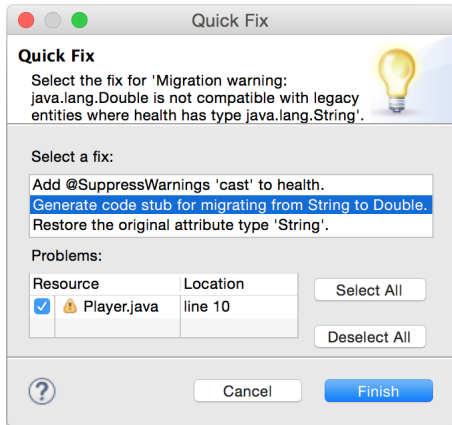 Quick Fix
Quick Fix
Select the fix for 'Migration warning:
java.lang.Double is not compatible with legacy
entities where health has type java.lang.String'.
Select a fix:
Add @SuppressWarnings 'cast' to health.
Generate code stub for migrating from String to Double.
Restore the original attribute type 'String'.
Problems:
Resource Location
Player.java line 10
Select All
Deselect All
?
Cancel Finish